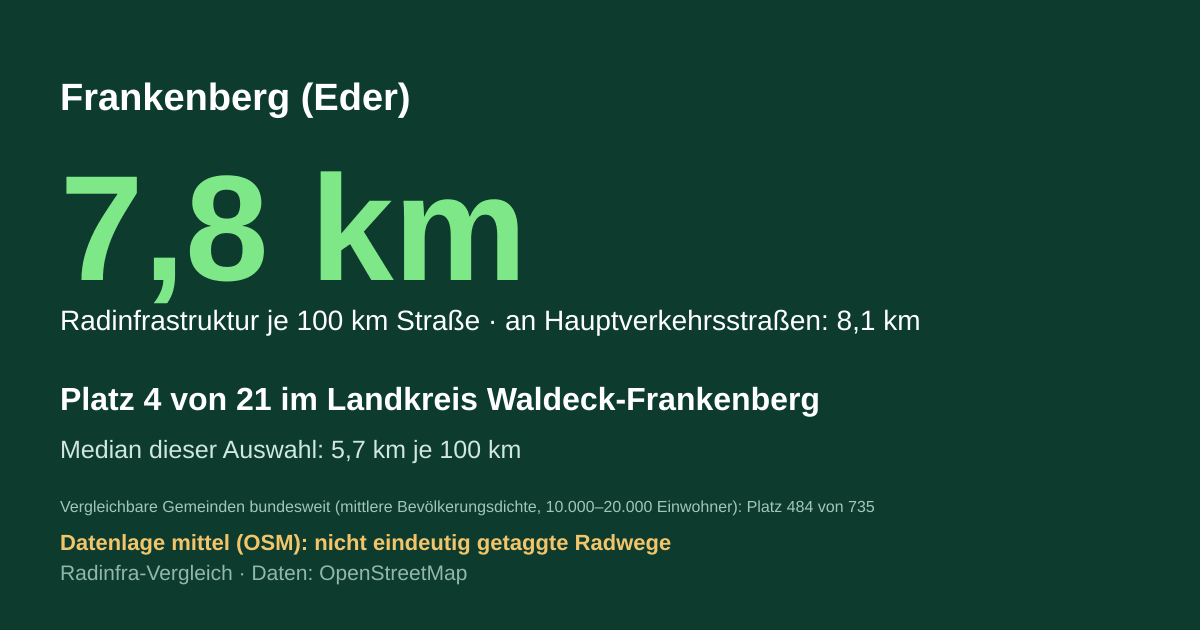 Frankenberg (Eder)
7,8 km
Radinfrastruktur je 100 km Straße · an Hauptverkehrsstraßen: 8,1 km
Platz 4 von 21 im Landkreis Waldeck-Frankenberg
Median dieser Auswahl: 5,7 km je 100 km
Vergleichbare Gemeinden bundesweit (mittlere Bevölkerungsdichte, 10.000–20.000 Einwohner): Platz 484 von 735
Datenlage mittel (OSM): nicht eindeutig getaggte Radwege
Radinfra-Vergleich · Daten: OpenStreetMap